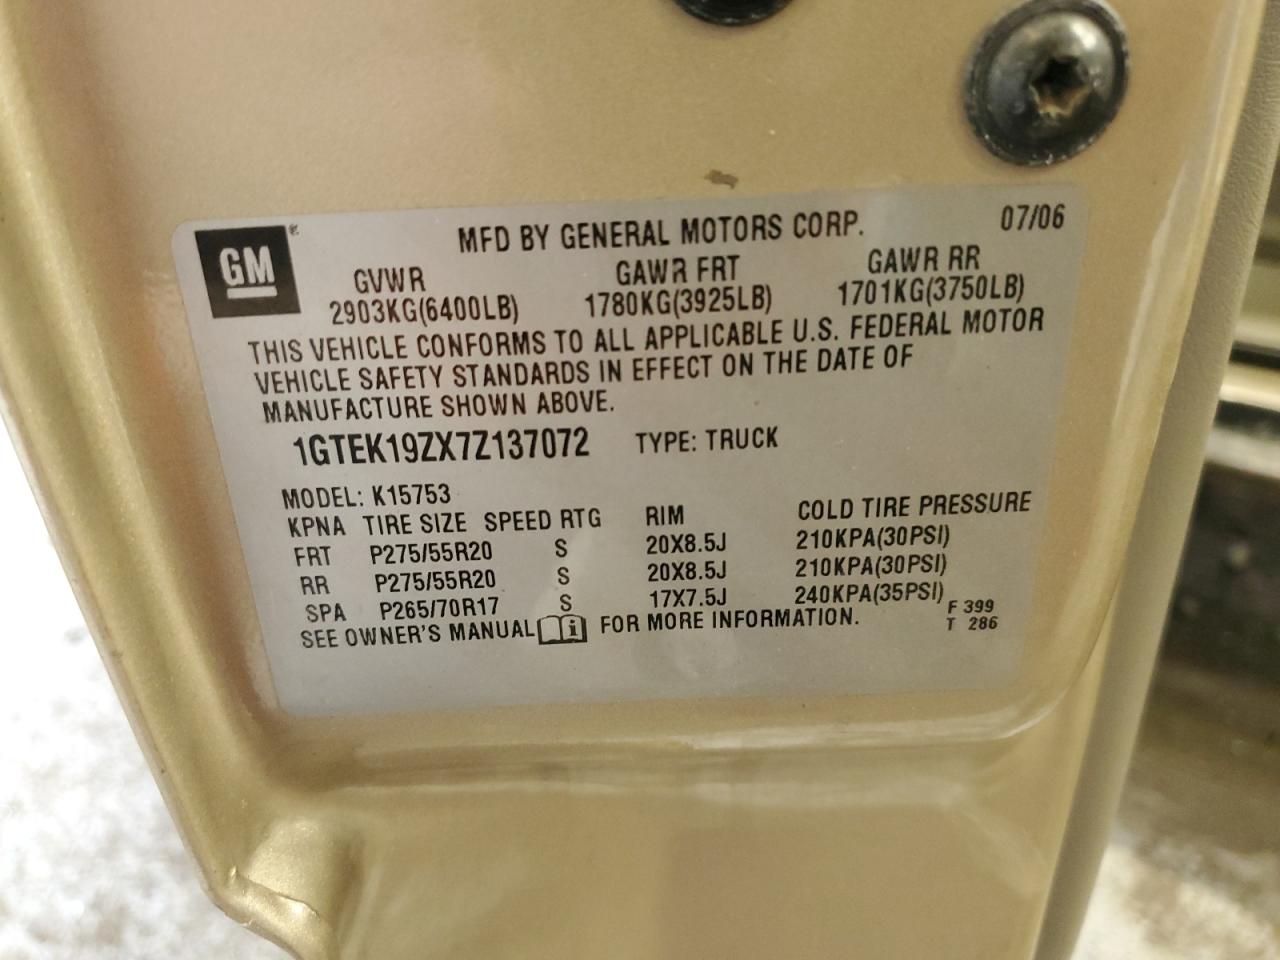 GM
MFD BY GENERAL MOTORS CORP. 07/06
GVWR GAWR FRT GAWR RR
2903KG(6400LB) 1780KG(3925LB) 1701KG(3750LB)
THIS VEHICLE CONFORMS TO ALL APPLICABLE U.S. FEDERAL MOTOR
VEHICLE SAFETY STANDARDS IN EFFECT ON THE DATE OF
MANUFACTURE SHOWN ABOVE.
1GTEK19ZX7Z137072 TYPE: TRUCK
MODEL: K15753
KPNA TIRE SIZE SPEED RTG RIM COLD TIRE PRESSURE
FRT P275/55R20 S 20X8.5J 210KPA(30PSI)
RR P275/55R20 S 20X8.5J 210KPA(30PSI)
SPA P265/70R17 S 17X7.5J 240KPA(35PSI)
SEE OWNER'S MANUAL i FOR MORE INFORMATION.
F 399
T 286